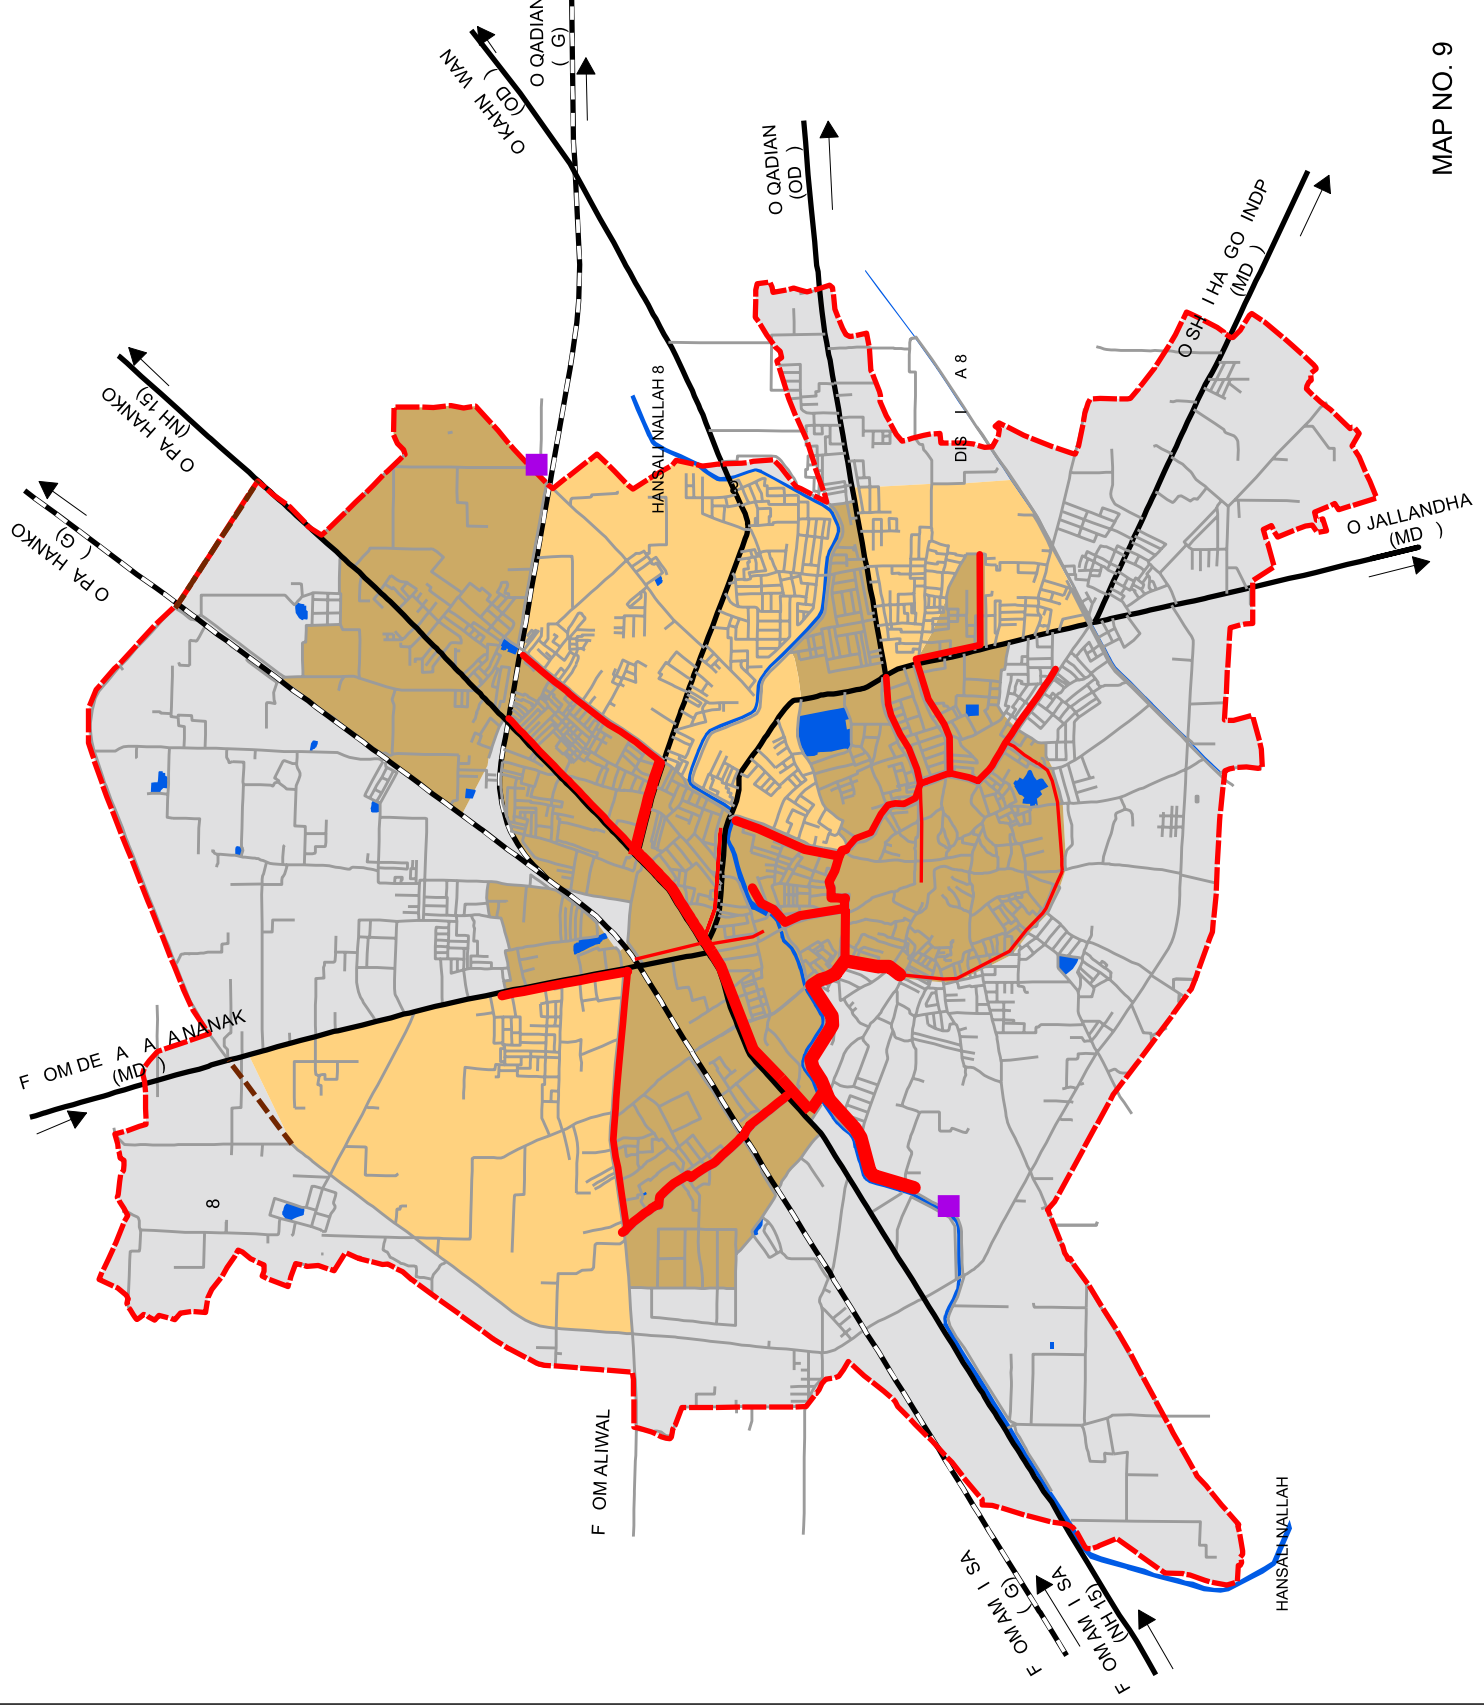 O QADIAN
( G)
O KAHN WAN
(OD )
MAP NO. 9
O QADIAN
(OD )
O SH I HA GO INDP
(MD )
O PA HANKO
(NH 15)
HANSALI NALLAH 8
DIS I A 8
O PA HANKO
( G)
8
O JALLANDHA
(MD )
F OM DE A A A NANAK
(MD )
8
F OM ALIWAL
HANSALI NALLAH
F OM AM I SA
( G)
F OM AM I SA
(NH 15)